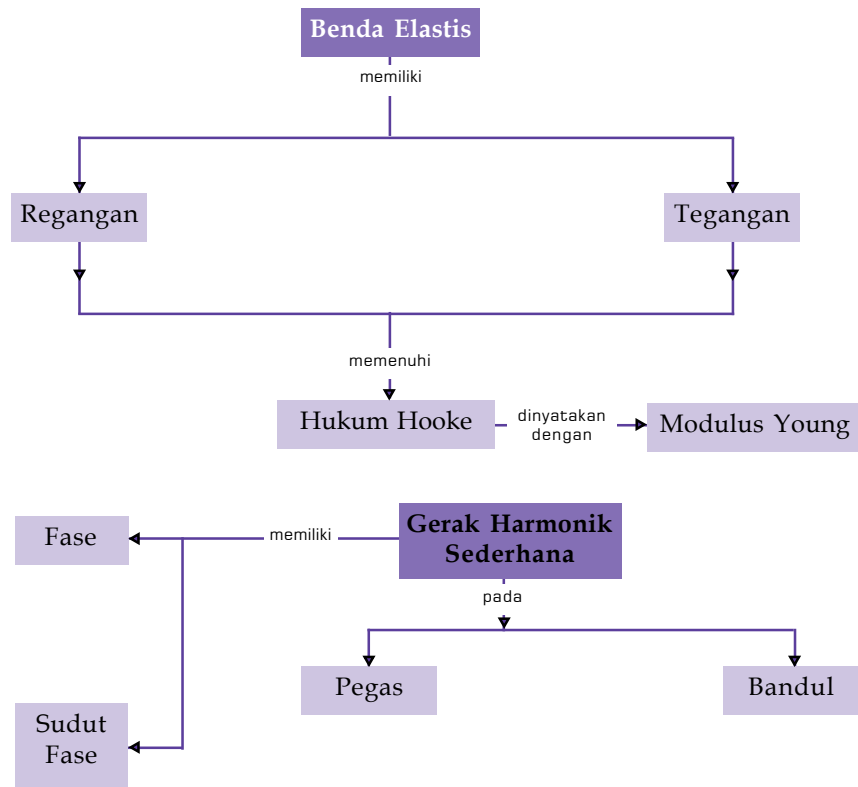 Benda Elastis
memiliki
Regangan
Tegangan
memenuhi
Hukum Hooke
dinyatakan
dengan
Modulus Young
Fase
memiliki
Gerak Harmonik
Sederhana
pada
Pegas
Bandul
Sudut
Fase